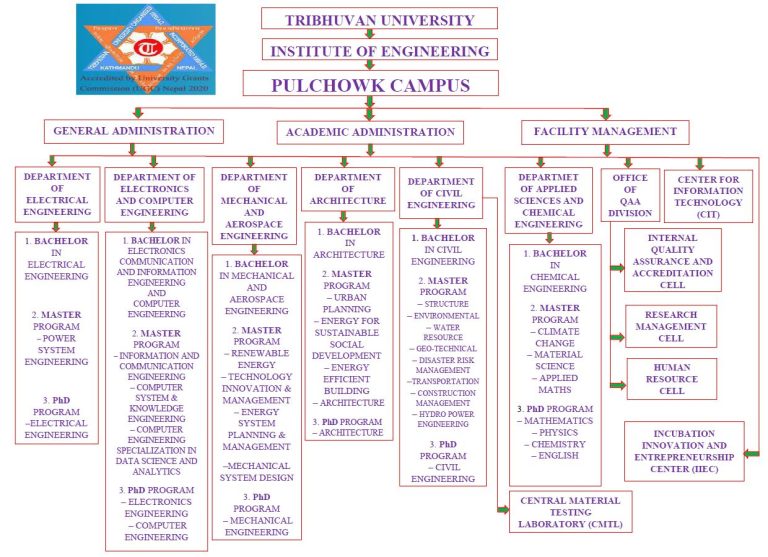 TRIBHUVAN UNIVERSITY
INSTITUTE OF ENGINEERING
PULCHOWK CAMPUS
KATHMANDU
Accredited by University Grants
Commission (UGC) Nepal 2020
GENERAL ADMINISTRATION
ACADEMIC ADMINISTRATION
FACILITY MANAGEMENT
DEPARTMENT
OF
ELECTRICAL
ENGINEERING
1. BACHELOR
IN
ELECTRICAL
ENGINEERING
2. MASTER
PROGRAM
– POWER
SYSTEM
ENGINEERING
3. PhD
PROGRAM
–ELECTRICAL
ENGINEERING
DEPARTMENT OF
ELECTRONICS
AND COMPUTER
ENGINEERING
1. BACHELOR IN
ELECTRONICS
COMMUNICATION
AND INFORMATION
ENGINEERING
AND
COMPUTER
ENGINEERING
2. MASTER
PROGRAM
– INFORMATION AND
COMMUNICATION
ENGINEERING
– COMPUTER
SYSTEM &
KNOWLEDGE
ENGINEERING
– COMPUTER
ENGINEERING
SPECIALIZATION IN
DATA SCIENCE AND
ANALYTICS
3. PhD PROGRAM
– ELECTRONICS
ENGINEERING
– COMPUTER
ENGINEERING
DEPARTMENT
OF
MECHANICAL
AND
AEROSPACE
ENGINEERING
1. BACHELOR
IN MECHANICAL
AND
AEROSPACE
ENGINEERING
2. MASTER
PROGRAM
– RENEWABLE
ENERGY
– TECHNOLOGY
INNOVATION &
MANAGEMENT
– ENERGY
SYSTEM
PLANNING &
MANAGEMENT
–MECHANICAL
SYSTEM DESIGN
3. PhD
PROGRAM
– MECHANICAL
ENGINEERING
DEPARTMENT
OF
ARCHITECTURE
1. BACHELOR
IN
ARCHITECTURE
2. MASTER
PROGRAM
– URBAN
PLANNING
– ENERGY FOR
SUSTAINABLE
SOCIAL
DEVELOPMENT
– ENERGY
EFFICIENT
BUILDING
– ARCHITECTURE
3. PhD PROGRAM
– ARCHITECTURE
DEPARTMENT
OF CIVIL
ENGINEERING
1. BACHELOR
IN CIVIL
ENGINEERING
2. MASTER
PROGRAM
– STRUCTURE
– ENVIRONMENTAL
– WATER
RESOURCE
– GEO-TECHNICAL
– DISASTER RISK
MANAGEMENT
–TRANSPORTATION
– CONSTRUCTION
MANAGEMENT
– HYDRO POWER
ENGINEERING
3. PhD
PROGRAM
– CIVIL
ENGINEERING
DEPARTMET
OF APPLIED
SCIENCES AND
CHEMICAL
ENGINEERING
1. BACHELOR
IN
CHEMICAL
ENGINEERING
2. MASTER
PROGRAM
– CLIMATE
CHANGE
– MATERIAL
SCIENCE
– APPLIED
MATHS
3. PhD PROGRAM
– MATHEMATICS
– PHYSICS
– CHEMISTRY
– ENGLISH
CENTRAL MATERIAL
TESTING
LABORATORY (CMTL)
OFFICE
OF
QAA
DIVISION
INTERNAL
QUALITY
ASSURANCE AND
ACCREDITATION
CELL
RESEARCH
MANAGEMENT
CELL
HUMAN
RESOURCE
CELL
CENTER FOR
INFORMATION
TECHNOLOGY
(CIT)
INCUBATION
INNOVATION AND
ENTREPRENEURSHIP
CENTER (IIEC)